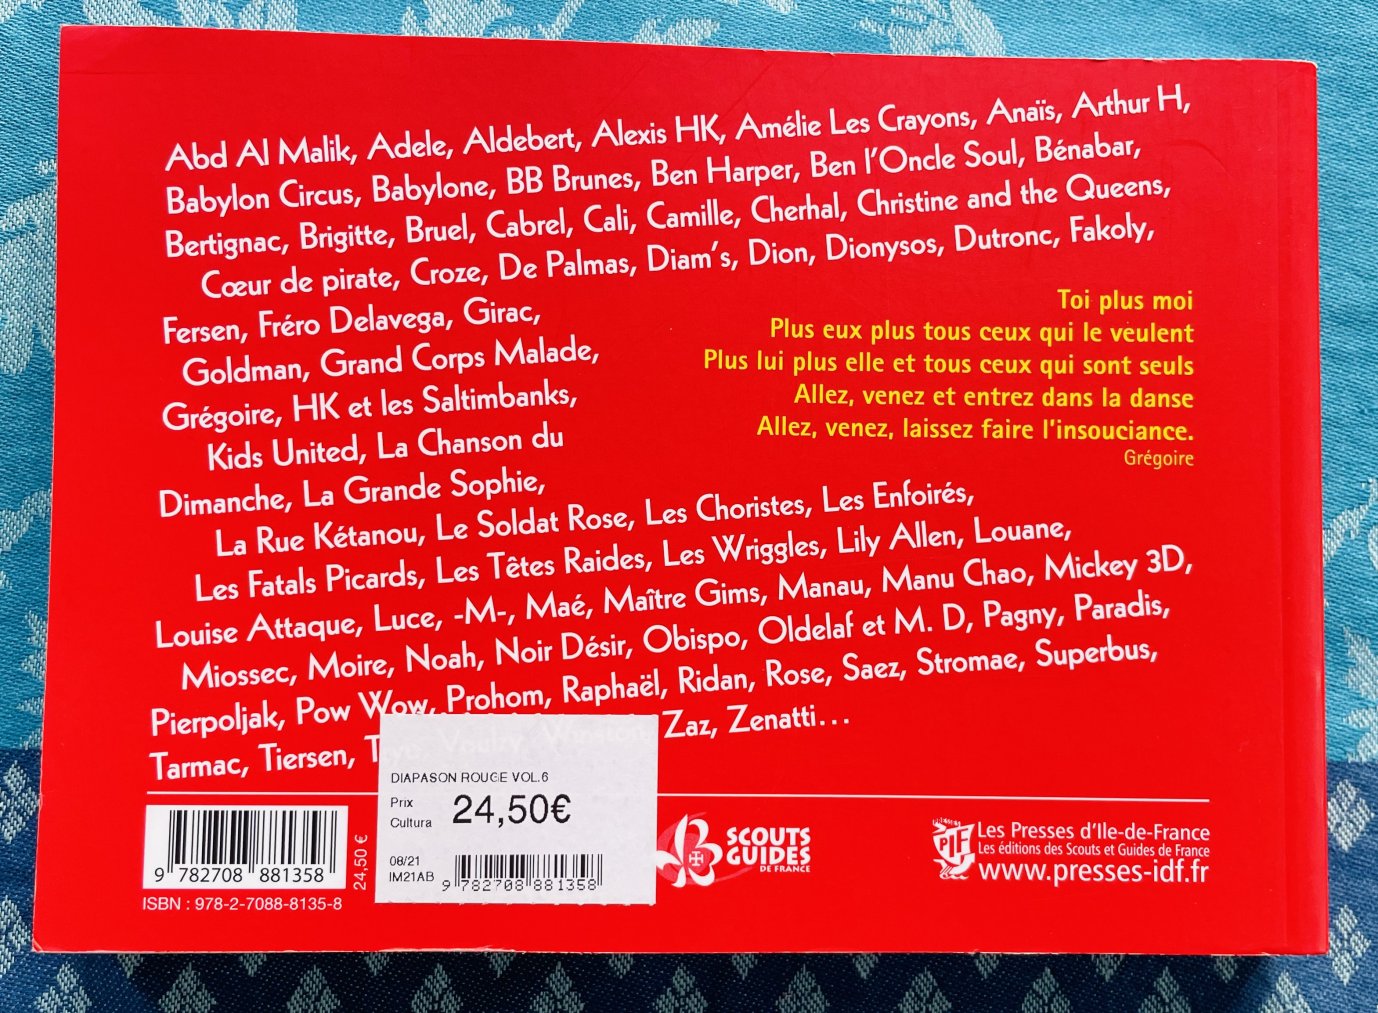 Abd Al Malik, Adele, Aldebert, Alexis HK, Amélie Les Crayons, Anaïs, Arthur H,
Babylon Circus, Babylone, BB Brunes, Ben Harper, Ben l'Oncle Soul, Bénabar,
Bertignac, Brigitte, Bruel, Cabrel, Cali, Camille, Cherhal, Christine and the Queens,
Cœur de pirate, Croze, De Palmas, Diam's, Dion, Dionysos, Dutronc, Fakoly,
Fersen, Fréro Delavega, Girac,
Goldman, Grand Corps Malade,
Grégoire, HK et les Saltimbanks,
Kids United, La Chanson du
Dimanche, La Grande Sophie,
Toi plus moi
Plus eux plus tous ceux qui le veulent
Plus lui plus elle et tous ceux qui sont seuls
Allez, venez et entrez dans la danse
Allez, venez, laissez faire l'insouciance.
Grégoire
La Rue Kétanou, Le Soldat Rose, Les Choristes, Les Enfoirés,
Les Fatals Picards, Les Têtes Raides, Les Wriggles, Lily Allen, Louane,
Louise Attaque, Luce, -M-, Maé, Maître Gims, Manau, Manu Chao, Mickey 3D,
Miossec, Moire, Noah, Noir Désir, Obispo, Oldelaf et M. D, Pagny, Paradis,
Pierpoljak, Pow Wow, Prohom, Raphaël, Ridan, Rose, Saez, Stromae, Superbus,
Tarmac, Tiersen, Zaz, Zenatti...
9 782708 881358
ISBN : 978-2-7088-8135-8
24,50 €
DIAPASON ROUGE VOL.6
Prix
Cultura
24,50€
08/21
IM21AB
9 782708 881358
SCOUTS
GUIDES
DE FRANCE
PIF
Les Presses d'Ile-de-France
Les éditions des Scouts et Guides de France
www.presses-idf.fr